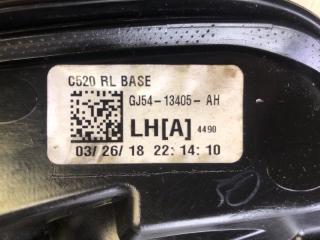 C520 RL BASE
GJ54-13405-AH
LH[A] 4490
03/26/18 22:14:10